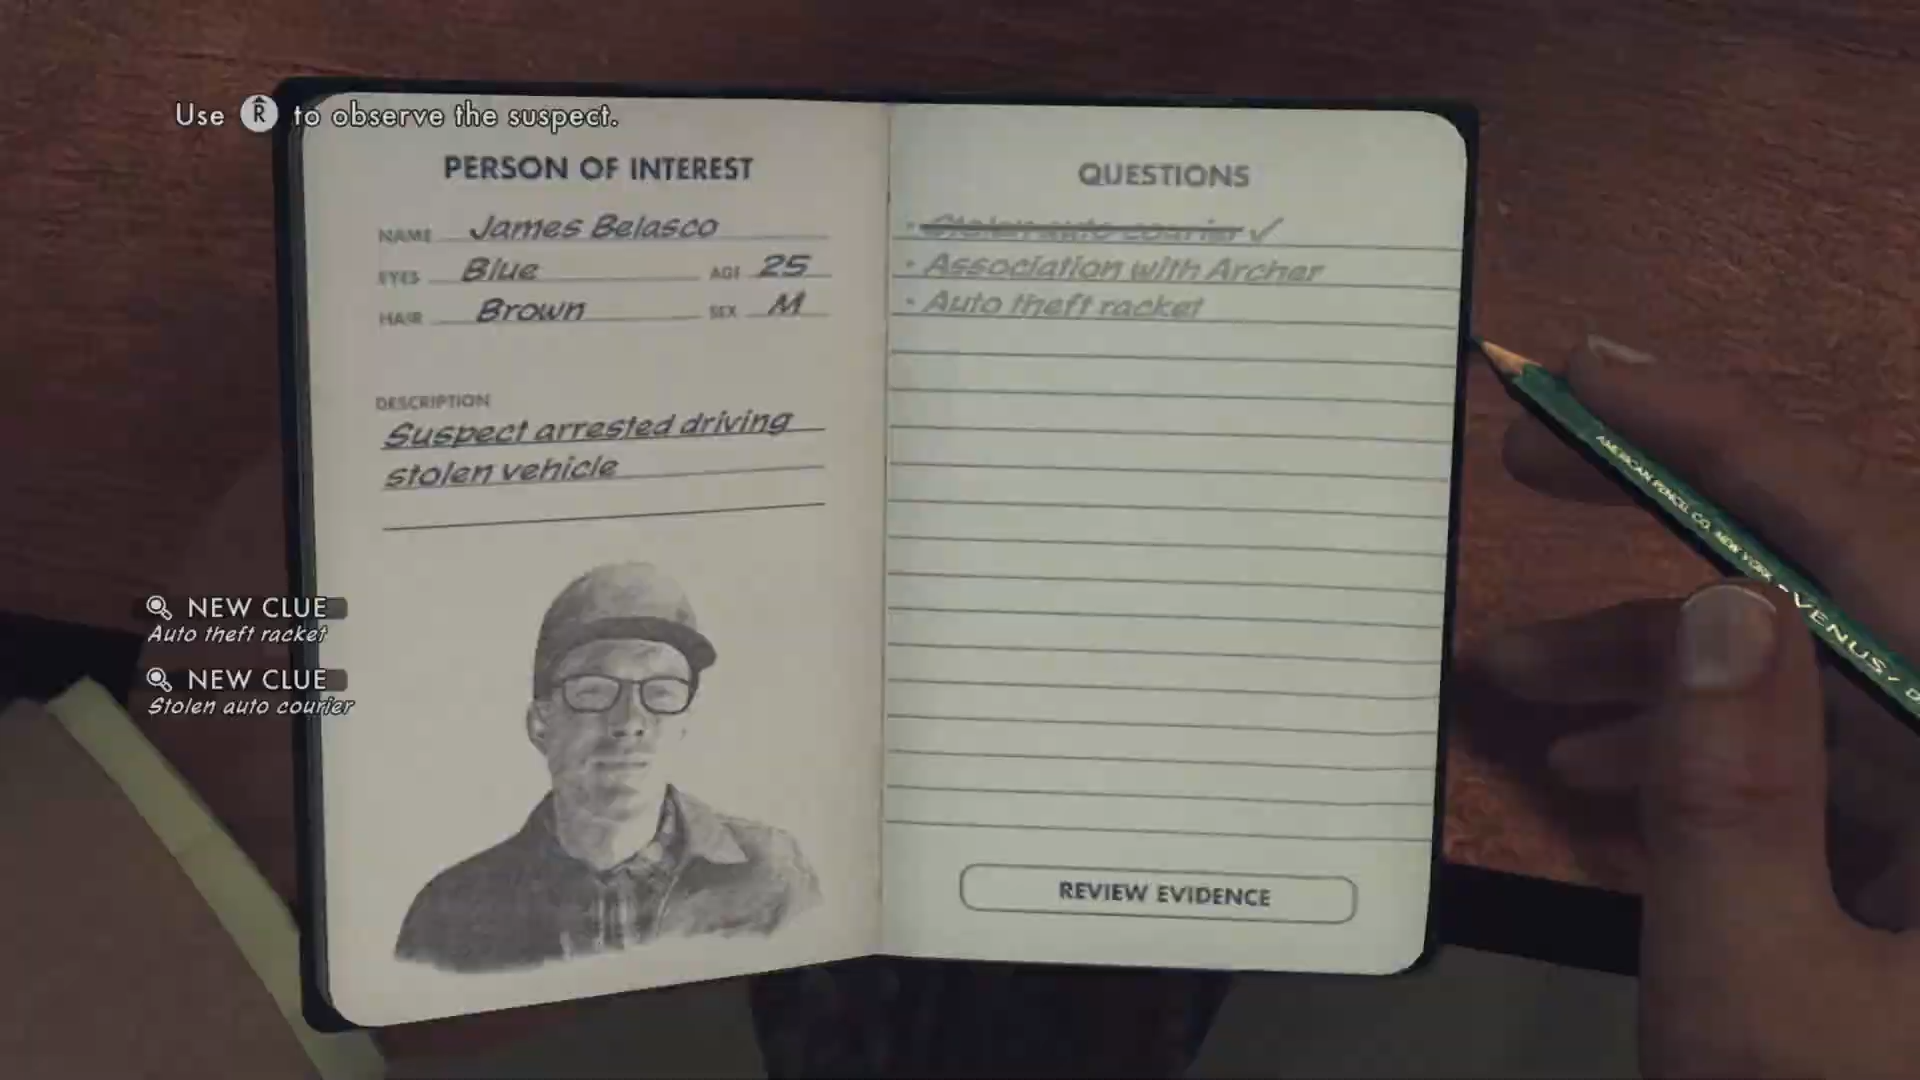 Use R to observe the suspect.
PERSON OF INTEREST
NAME James Belasco
EYES Blue AGE 25
HAIR Brown SEX M
DESCRIPTION
Suspect arrested driving
stolen vehicle
QUESTIONS
• Stolen auto courier ✓
• Association with Archer
• Auto theft racket
REVIEW EVIDENCE
NEW CLUE
Auto theft racket
NEW CLUE
Stolen auto courier
AMERICAN PENCIL CO. NEW YORK - VENUS